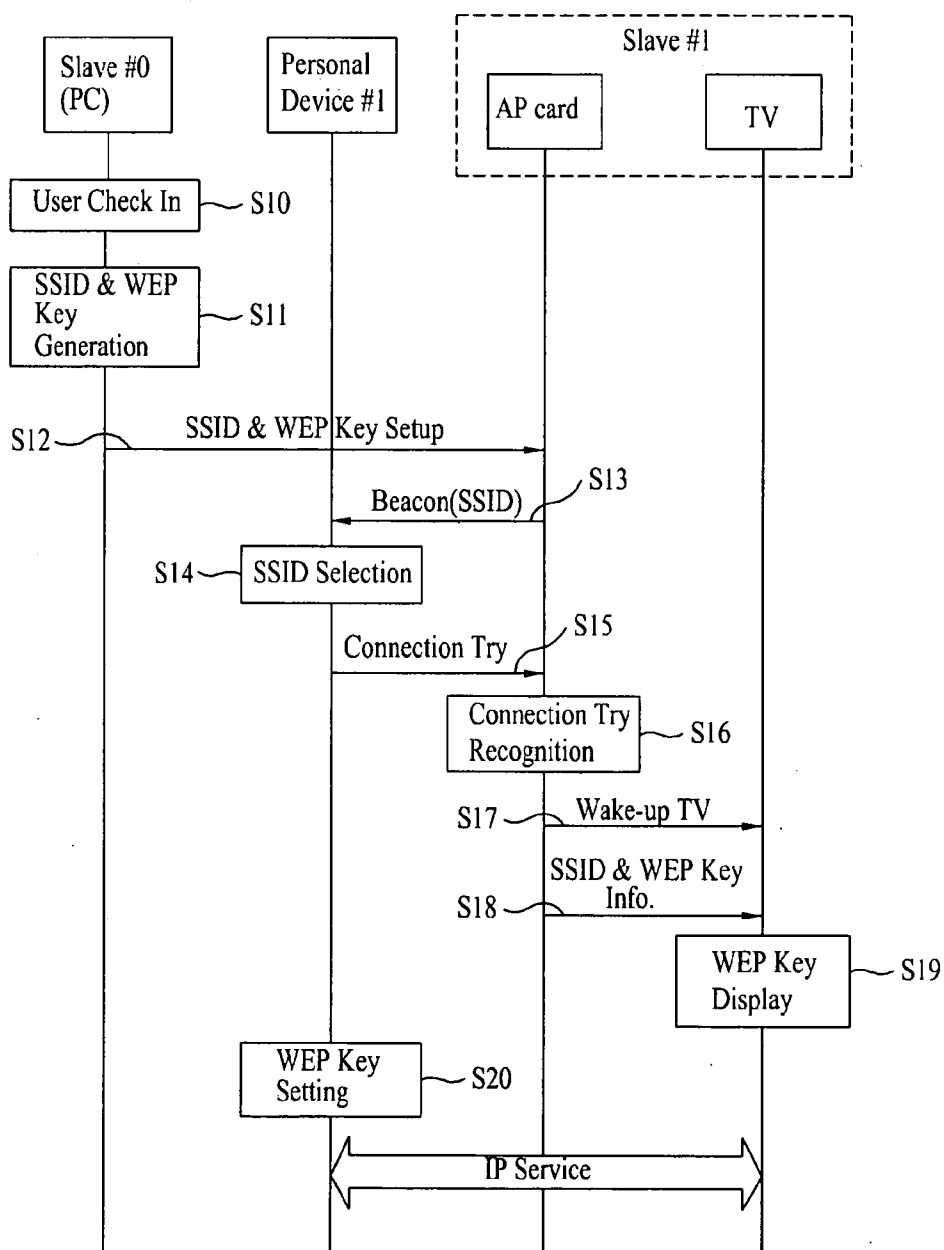 Slave #1
Slave #0
(PC)
Personal
Device #1
AP card
TV
User Check In
S10
SSID & WEP
Key
Generation
S11
S12
SSID & WEP Key Setup
S13
Beacon(SSID)
S14
SSID Selection
S15
Connection Try
Connection Try
Recognition
S16
S17
Wake-up TV
SSID & WEP Key
Info.
S18
WEP Key
Display
S19
WEP Key
Setting
S20
IP Service